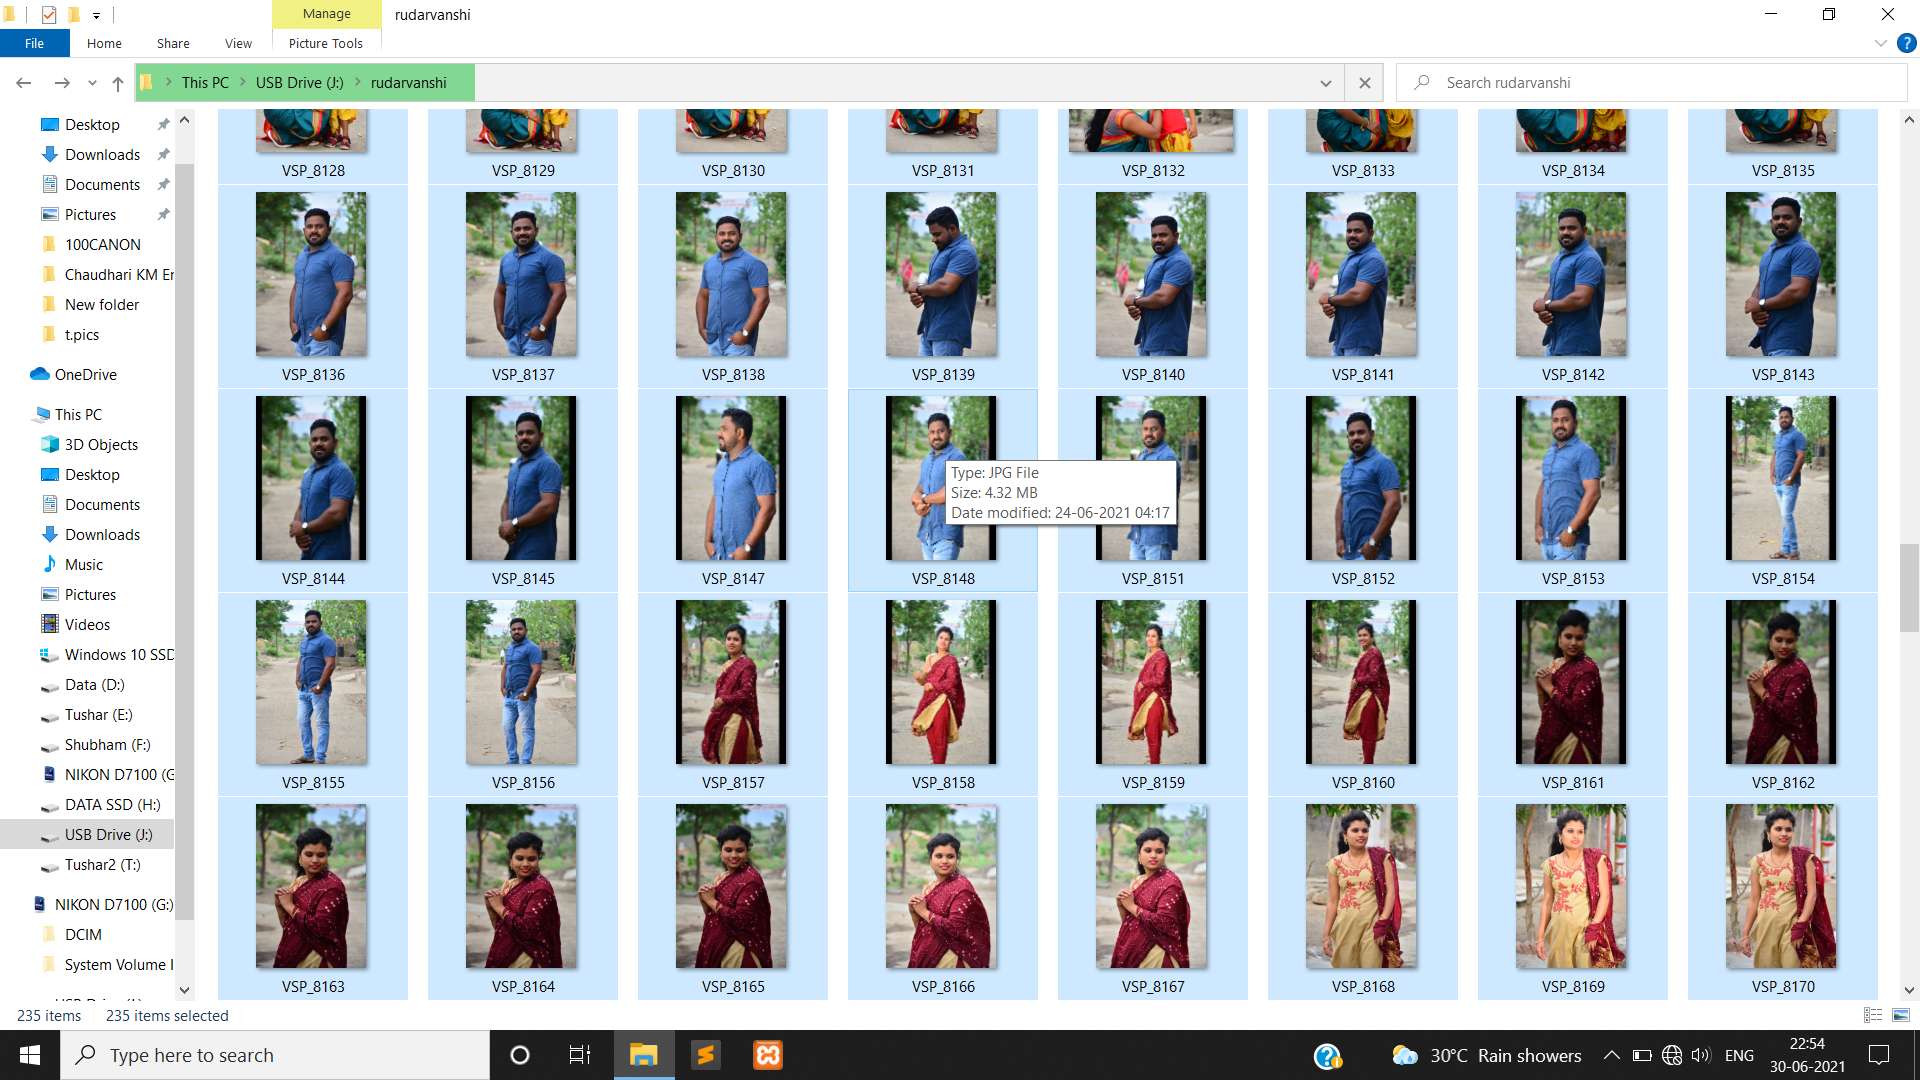 Manage
rudarvanshi
File
Home
Share
View
Picture Tools
This PC
USB Drive (J:)
rudarvanshi
Search rudarvanshi
Desktop
Downloads
Documents
Pictures
100CANON
Chaudhari KM Er
New folder
t.pics
OneDrive
This PC
3D Objects
Desktop
Documents
Downloads
Music
Pictures
Videos
Windows 10 SSD
Data (D:)
Tushar (E:)
Shubham (F:)
NIKON D7100 (G
DATA SSD (H:)
USB Drive (J:)
Tushar2 (T:)
NIKON D7100 (G:)
DCIM
System Volume I
VSP_8128 VSP_8129 VSP_8130 VSP_8131 VSP_8132 VSP_8133 VSP_8134 VSP_8135
VSP_8136 VSP_8137 VSP_8138 VSP_8139 VSP_8140 VSP_8141 VSP_8142 VSP_8143
Type: JPG File
Size: 4.32 MB
Date modified: 24-06-2021 04:17
VSP_8144 VSP_8145 VSP_8147 VSP_8148 VSP_8151 VSP_8152 VSP_8153 VSP_8154
VSP_8155 VSP_8156 VSP_8157 VSP_8158 VSP_8159 VSP_8160 VSP_8161 VSP_8162
VSP_8163 VSP_8164 VSP_8165 VSP_8166 VSP_8167 VSP_8168 VSP_8169 VSP_8170
235 items 235 items selected
Type here to search
30°C Rain showers
ENG
22:54
30-06-2021